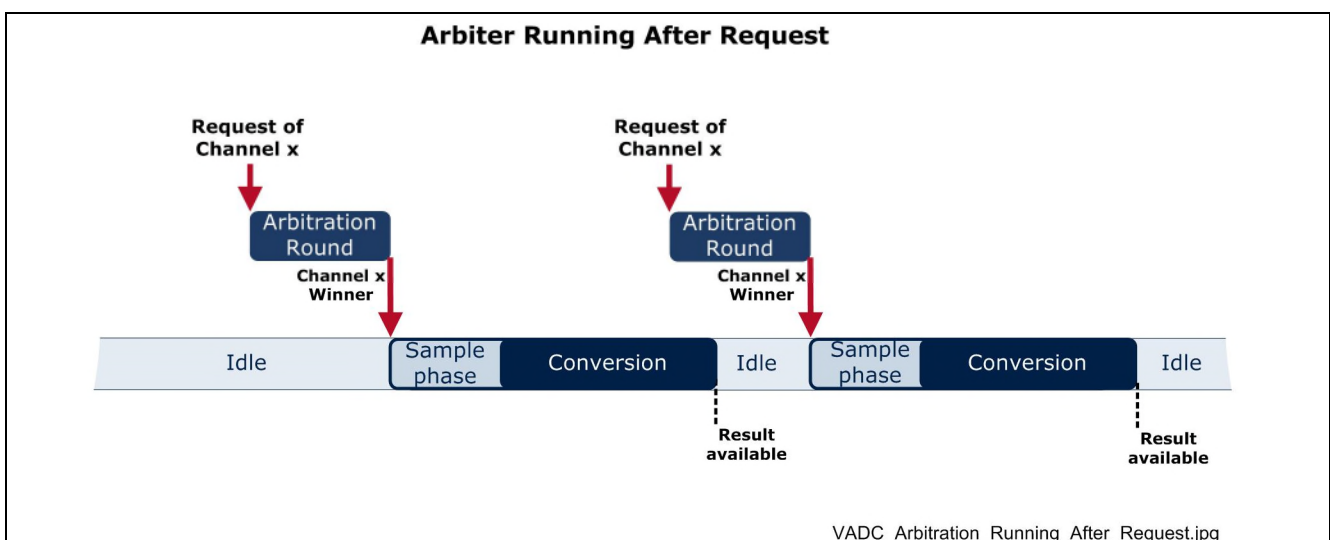 Arbiter Running After Request
Request of
Channel x
Request of
Channel x
Arbitration
Round
Arbitration
Round
Channel x
Winner
Channel x
Winner
Idle
Sample
phase
Conversion
Idle
Sample
phase
Conversion
Idle
Result
available
Result
available
VADC_Arbitration_Running_After_Request.jpg